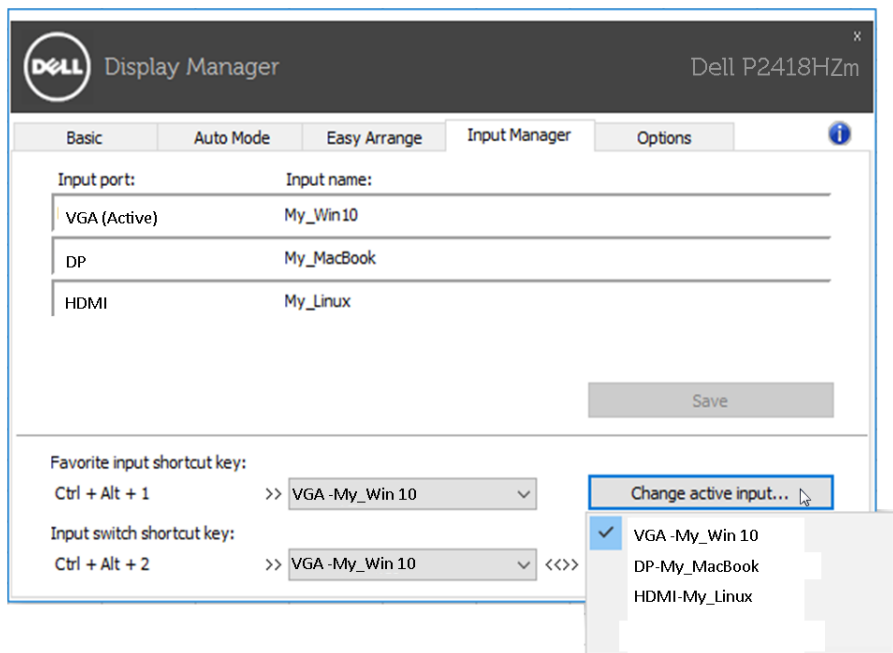 DELL Display Manager
x
Dell P2418HZm
Basic Auto Mode Easy Arrange Input Manager Options i
Input port: Input name:
VGA (Active) My_Win10
DP My_MacBook
HDMI My_Linux
Save
Favorite input shortcut key:
Ctrl + Alt + 1 >> VGA -My_Win 10 Change active input...
Input switch shortcut key:
Ctrl + Alt + 2 >> VGA -My_Win 10 <<>>
VGA -My_Win 10
DP-My_MacBook
HDMI-My_Linux